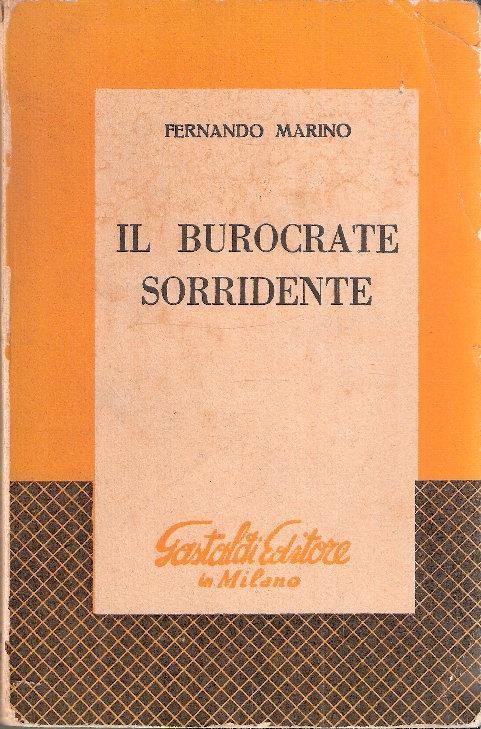 FERNANDO MARINO
IL BUROCRATE
SORRIDENTE
Gastaldi Editore
in Milano